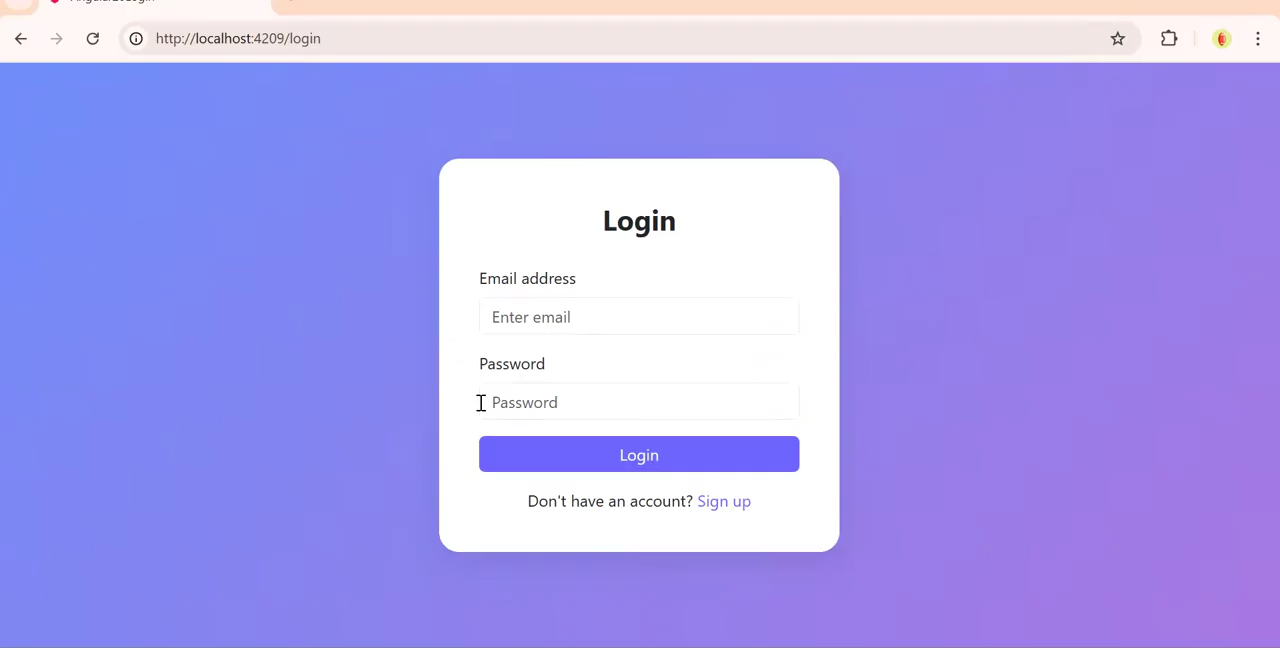 http://localhost:4209/login
Login
Email address
Enter email
Password
Password
Login
Don't have an account? Sign up